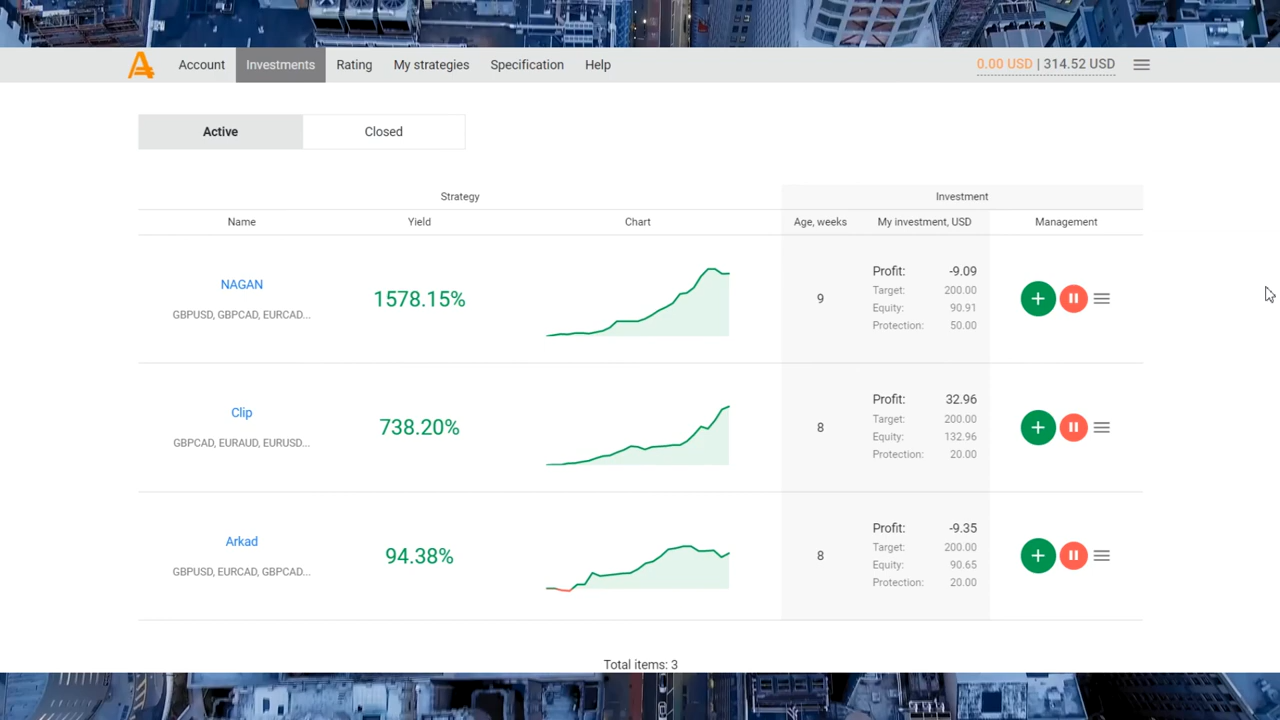 Account Investments Rating My strategies Specification Help 0.00 USD | 314.52 USD
Active Closed
Strategy Investment
Name Yield Chart Age, weeks My investment, USD Management
NAGAN
GBPUSD, GBPCAD, EURCAD...
1578.15%
9
Profit: -9.09
Target: 200.00
Equity: 90.91
Protection: 50.00
Clip
GBPCAD, EURAUD, EURUSD...
738.20%
8
Profit: 32.96
Target: 200.00
Equity: 132.96
Protection: 20.00
Arkad
GBPUSD, EURCAD, GBPCAD...
94.38%
8
Profit: -9.35
Target: 200.00
Equity: 90.65
Protection: 20.00
Total items: 3